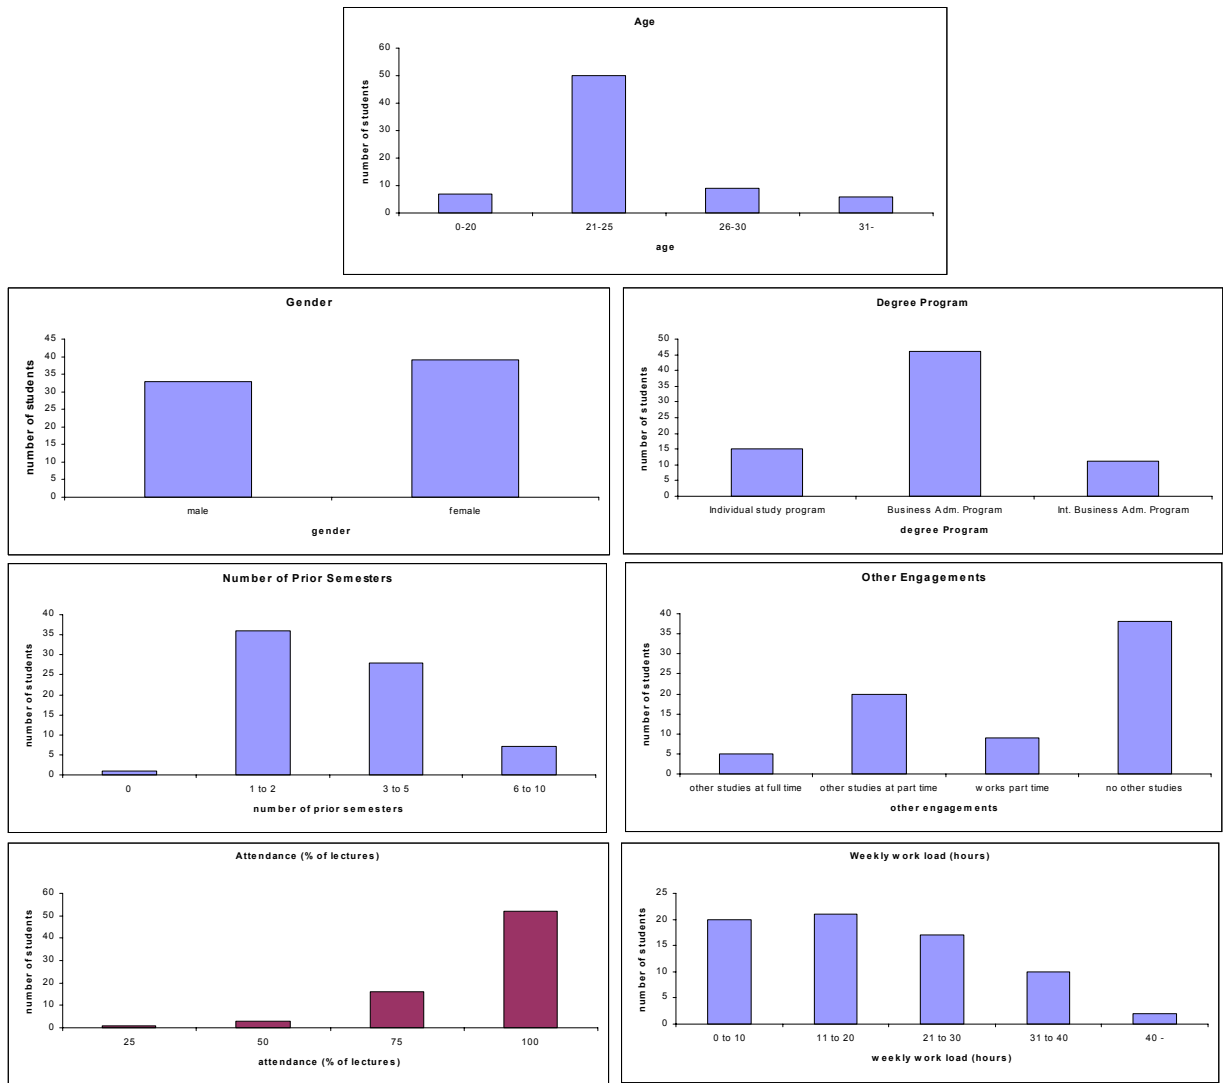 Age
number of students
60
50
40
30
20
10
0
0-20 21-25 26-30 31-
age
Gender
number of students
45
40
35
30
25
20
15
10
5
0
male female
gender
Degree Program
number of students
50
45
40
35
30
25
20
15
10
5
0
Individual study program Business Adm. Program Int. Business Adm. Program
degree Program
Number of Prior Semesters
number of students
40
35
30
25
20
15
10
5
0
0 1 to 2 3 to 5 6 to 10
number of prior semesters
Other Engagements
number of students
40
35
30
25
20
15
10
5
0
other studies at full time other studies at part time works part time no other studies
other engagements
Attendance (% of lectures)
number of students
60
50
40
30
20
10
0
25 50 75 100
attendance (% of lectures)
Weekly work load (hours)
number of students
25
20
15
10
5
0
0 to 10 11 to 20 21 to 30 31 to 40 40 -
weekly work load (hours)